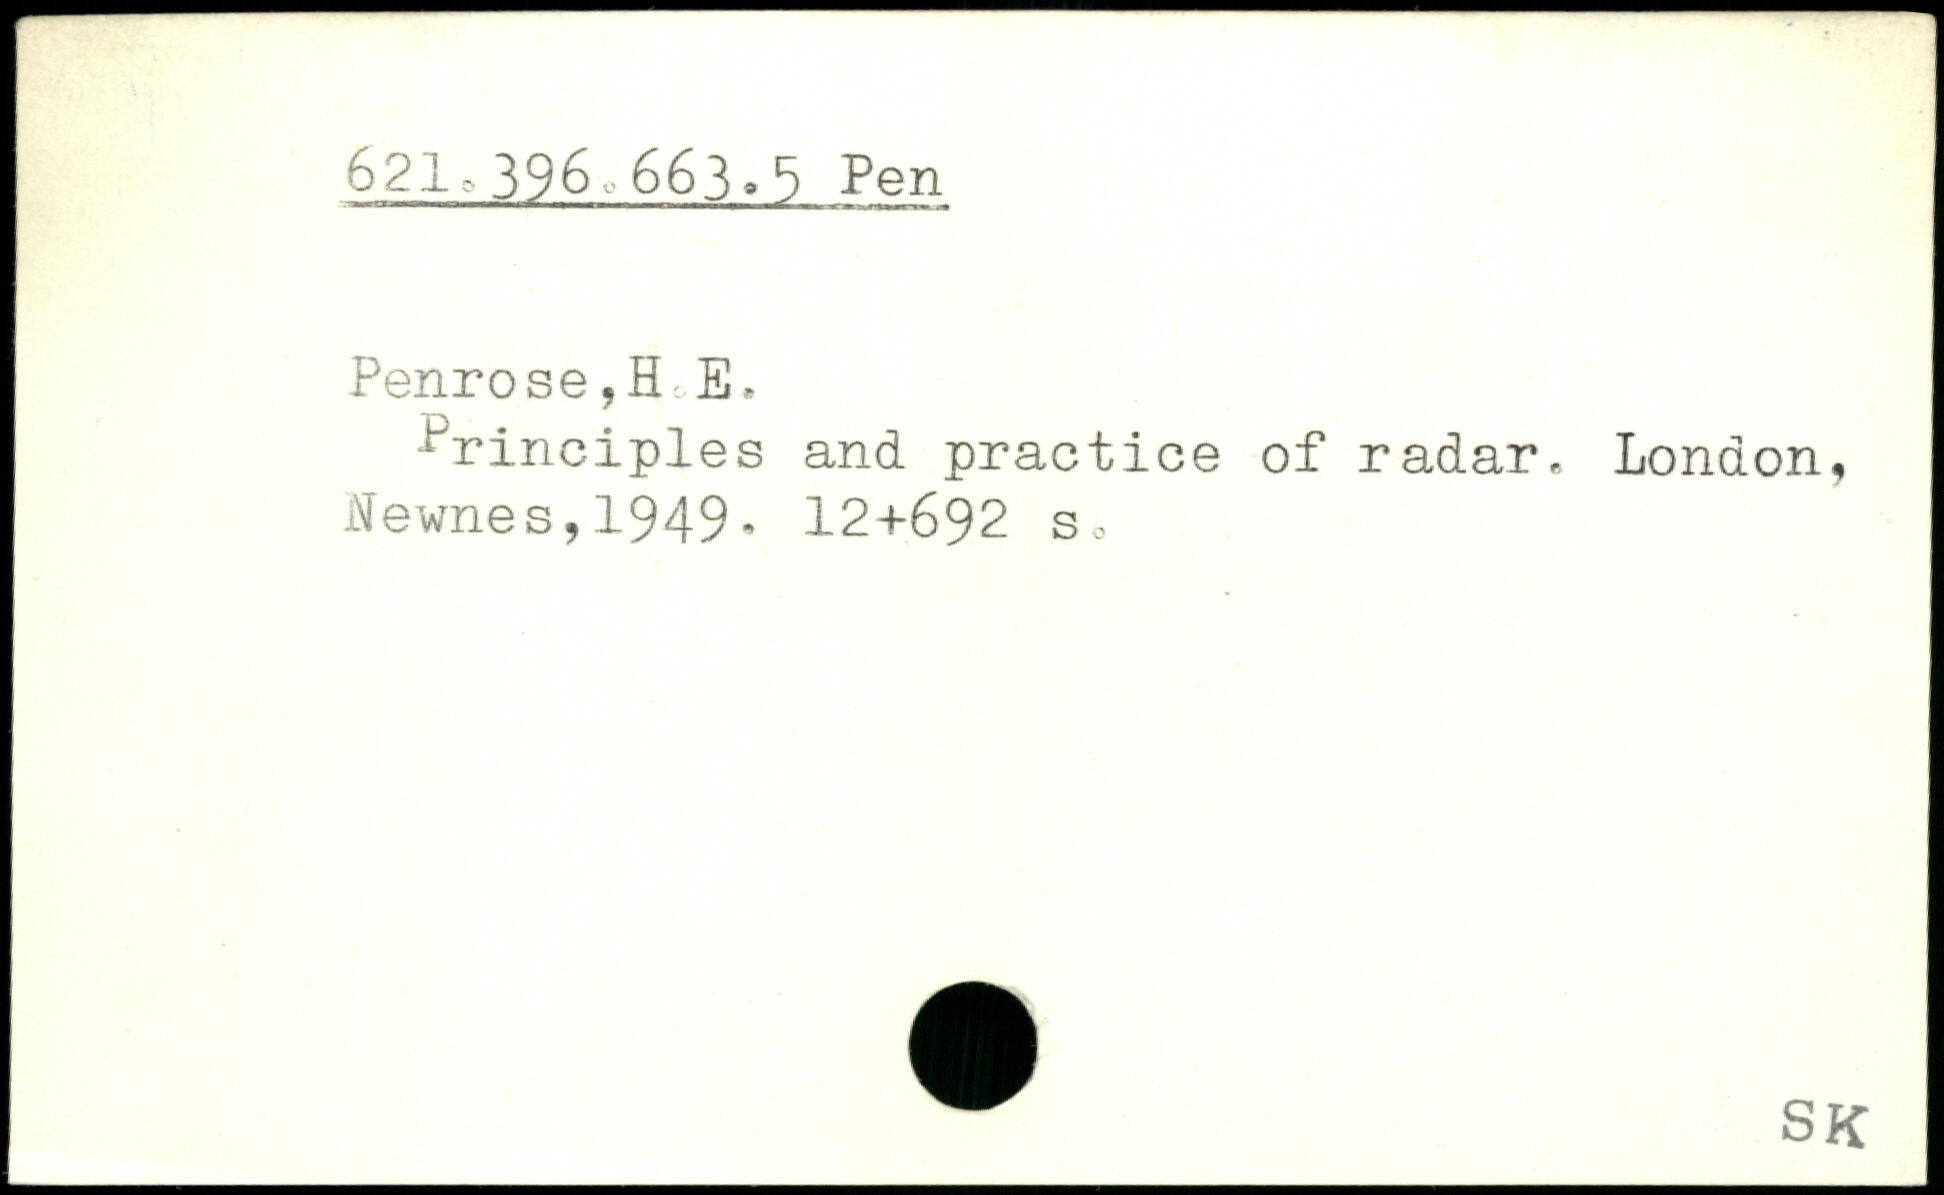 621.396.663.5 Pen
Penrose,H.E.
Principles and practice of radar. London,
Newnes,1949. 12+692 s.
SK